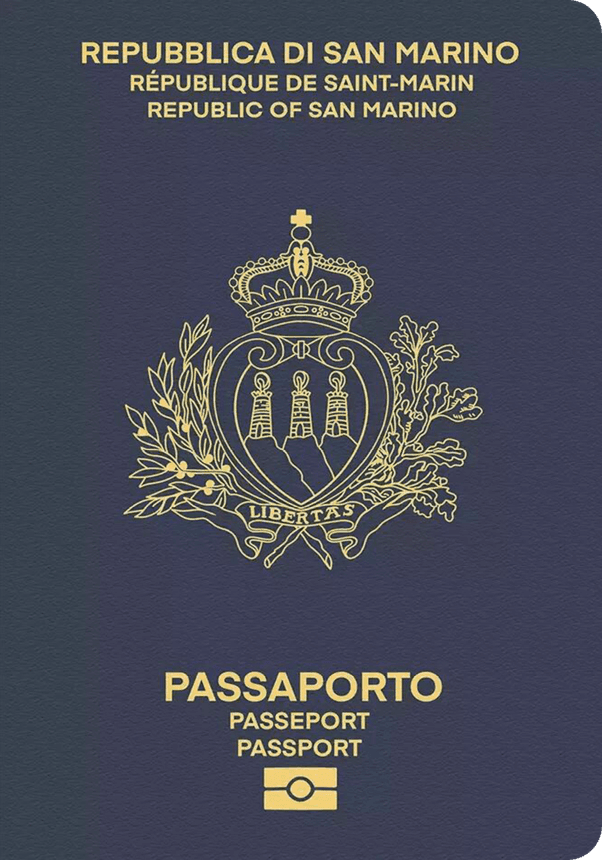 REPUBBLICA DI SAN MARINO
RÉPUBLIQUE DE SAINT-MARIN
REPUBLIC OF SAN MARINO
LIBERTAS
PASSAPORTO
PASSEPORT
PASSPORT